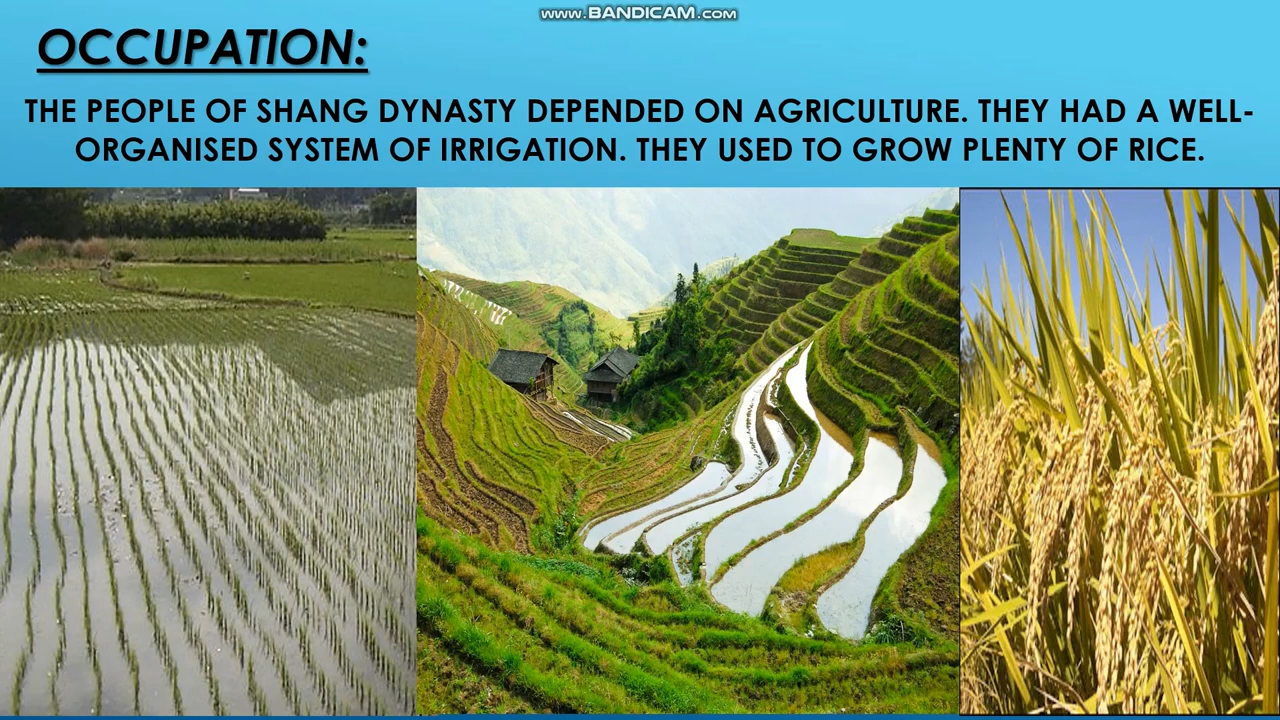 www.BANDICAM.com
OCCUPATION:
THE PEOPLE OF SHANG DYNASTY DEPENDED ON AGRICULTURE. THEY HAD A WELL-
ORGANISED SYSTEM OF IRRIGATION. THEY USED TO GROW PLENTY OF RICE.